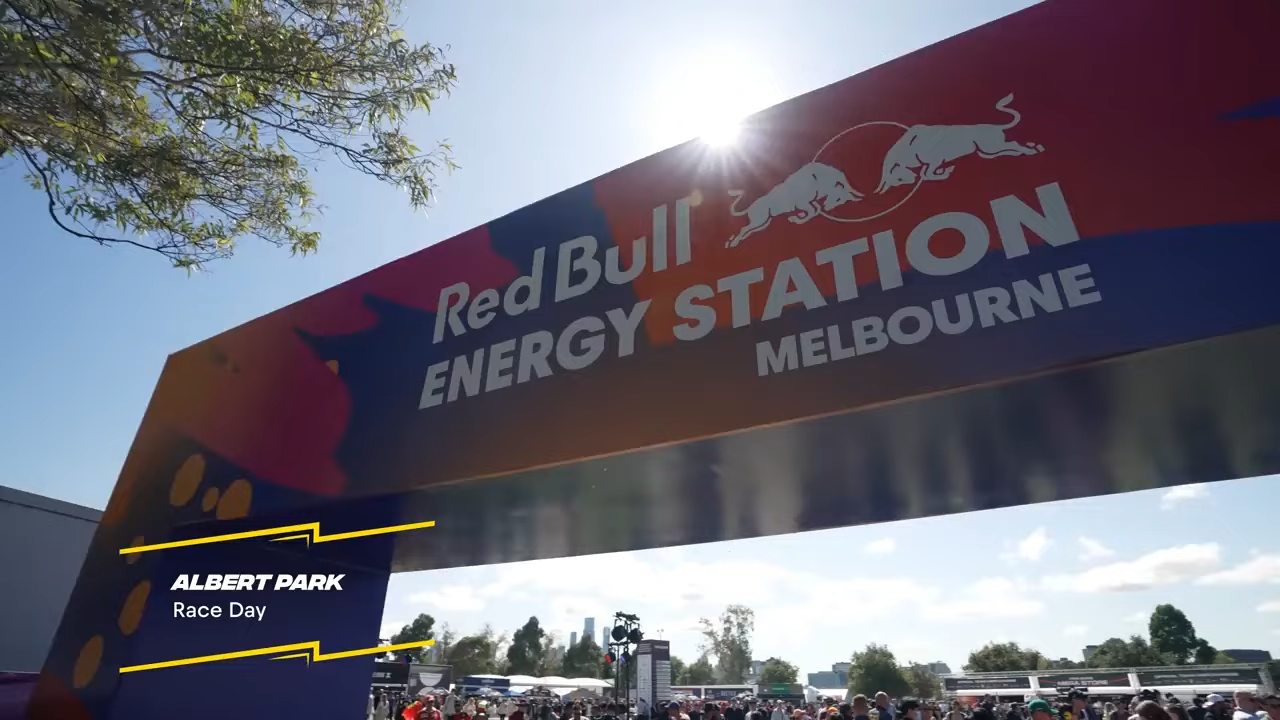 Red Bull
ENERGY STATION
MELBOURNE
ALBERT PARK
Race Day